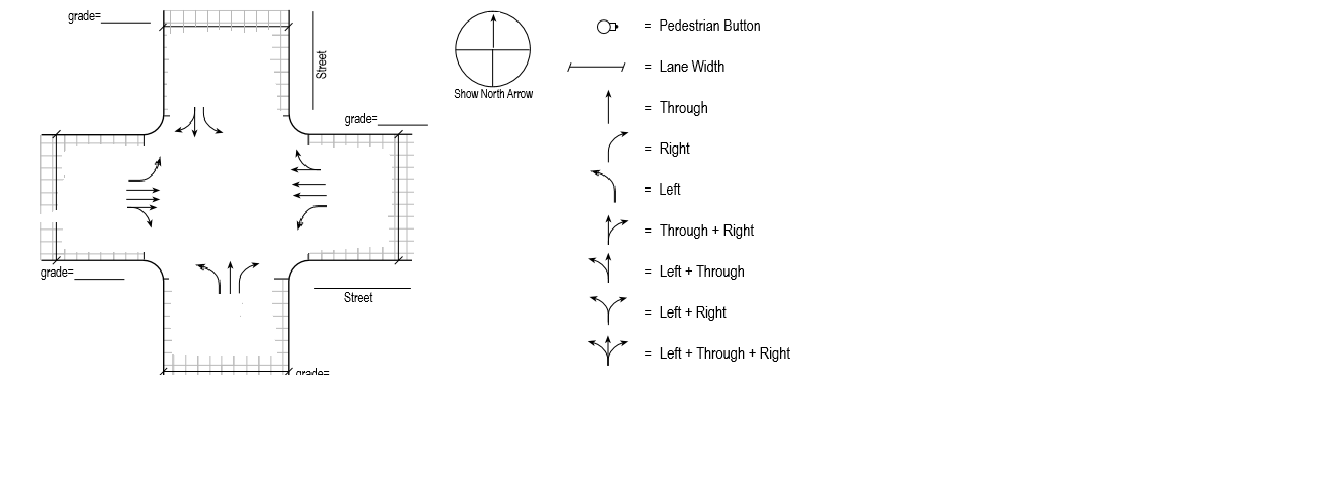 grade=
Street
grade=
Show North Arrow
grade=
Street
grade=
= Pedestrian Button
= Lane Width
= Through
= Right
= Left
= Through + Right
= Left + Through
= Left + Right
= Left + Through + Right